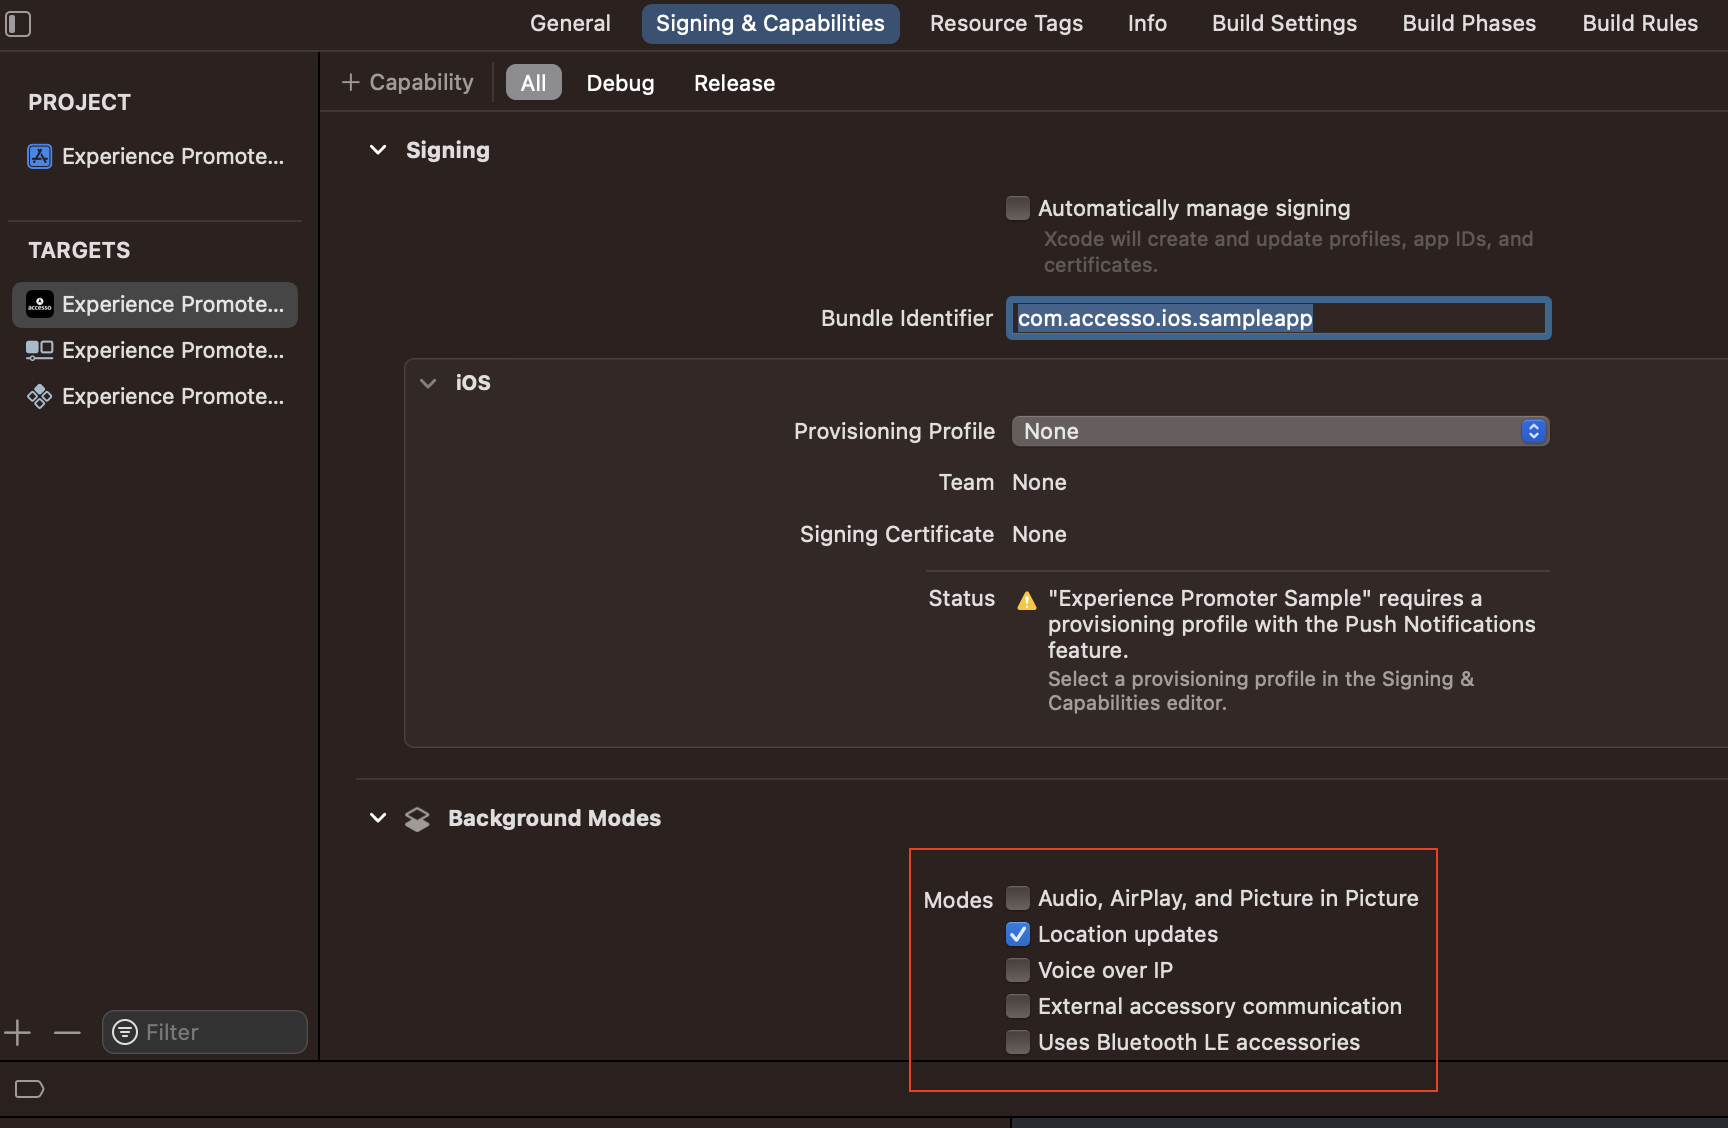 General Signing & Capabilities Resource Tags Info Build Settings Build Phases Build Rules
+ Capability All Debug Release
PROJECT
Experience Promote...
TARGETS
accesso Experience Promote...
Experience Promote...
Experience Promote...
Filter
Signing
Automatically manage signing
Xcode will create and update profiles, app IDs, and
certificates.
Bundle Identifier com.accesso.ios.sampleapp
iOS
Provisioning Profile None
Team None
Signing Certificate None
Status "Experience Promoter Sample" requires a
provisioning profile with the Push Notifications
feature.
Select a provisioning profile in the Signing &
Capabilities editor.
Background Modes
Modes Audio, AirPlay, and Picture in Picture
Location updates
Voice over IP
External accessory communication
Uses Bluetooth LE accessories